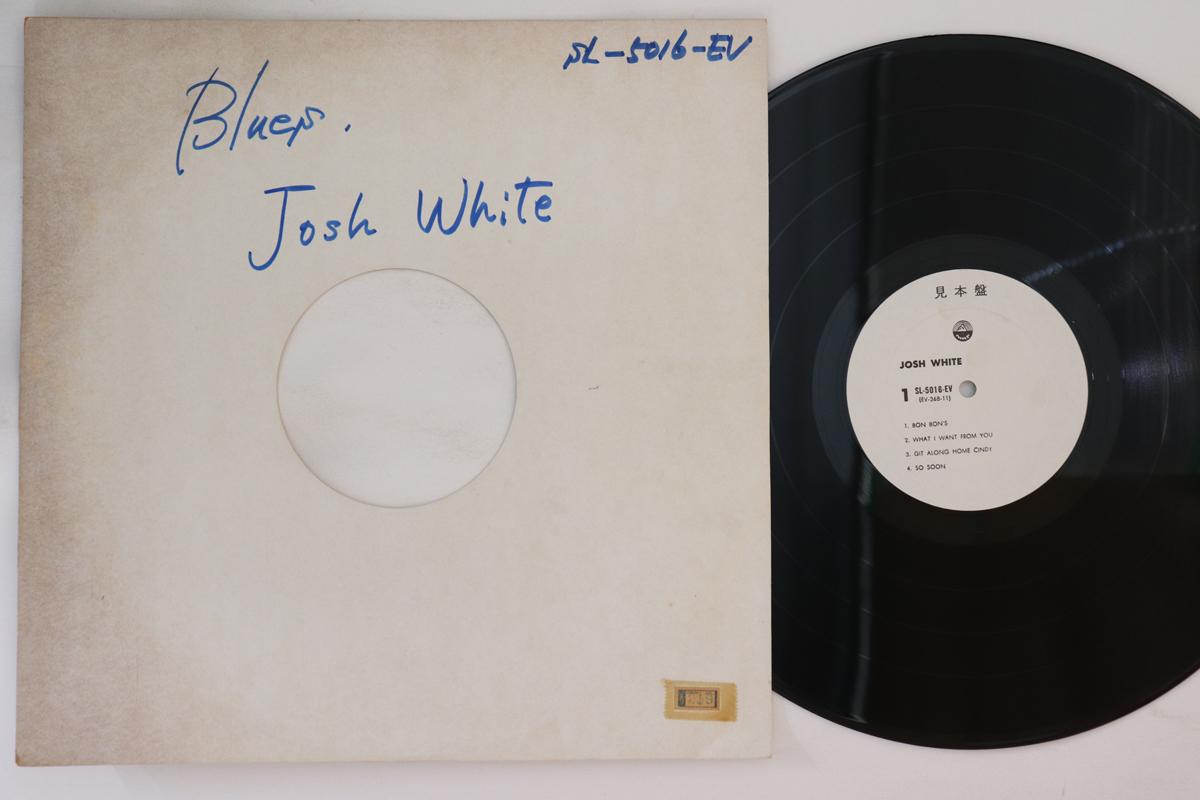 SL-5016-EV
Blues.
Josh White
見本盤
JOSH WHITE
1 SL-5016-EV
(EV-268-11)
1. BON BON'S
2. WHAT I WANT FROM YOU
3. GIT ALONG HOME CINDY
4. SO SOON